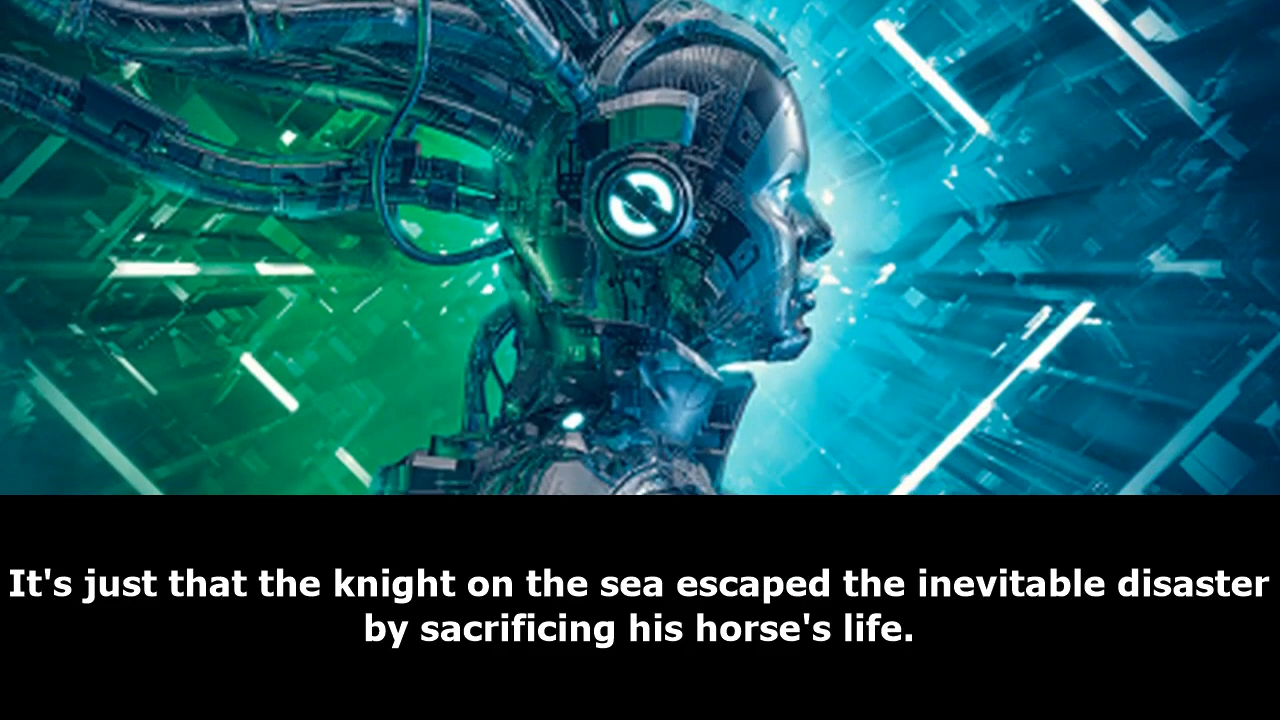 It's just that the knight on the sea escaped the inevitable disaster
by sacrificing his horse's life.